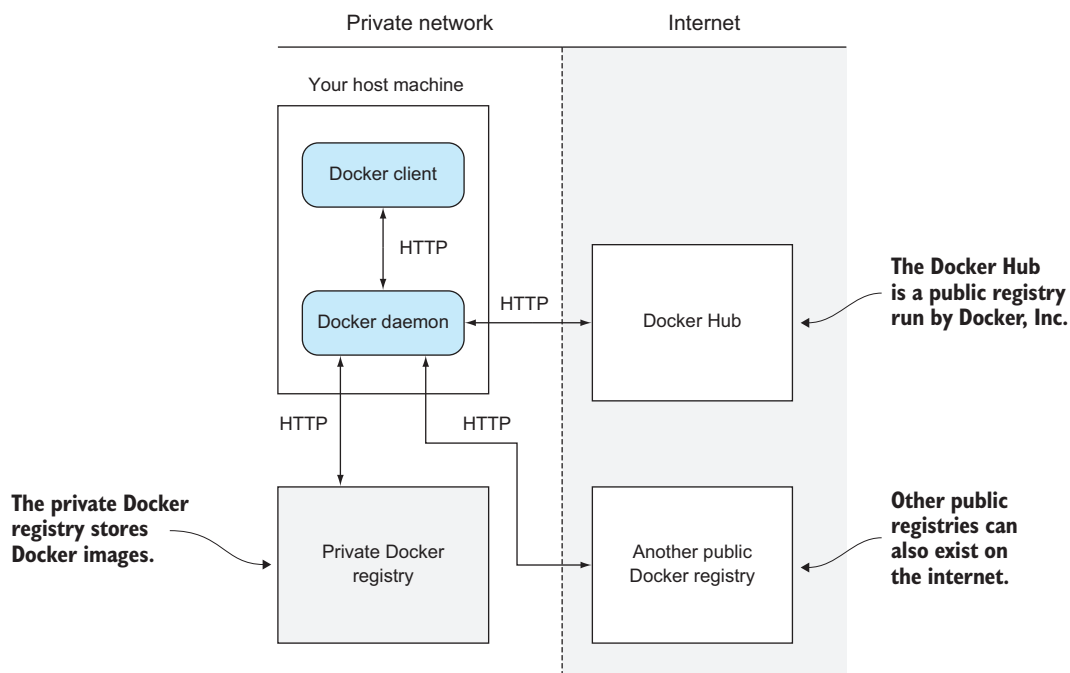 Private network
Internet
Your host machine
Docker client
HTTP
Docker daemon
HTTP
Docker Hub
The Docker Hub
is a public registry
run by Docker, Inc.
HTTP
HTTP
The private Docker
registry stores
Docker images.
Private Docker
registry
Another public
Docker registry
Other public
registries can
also exist on
the internet.